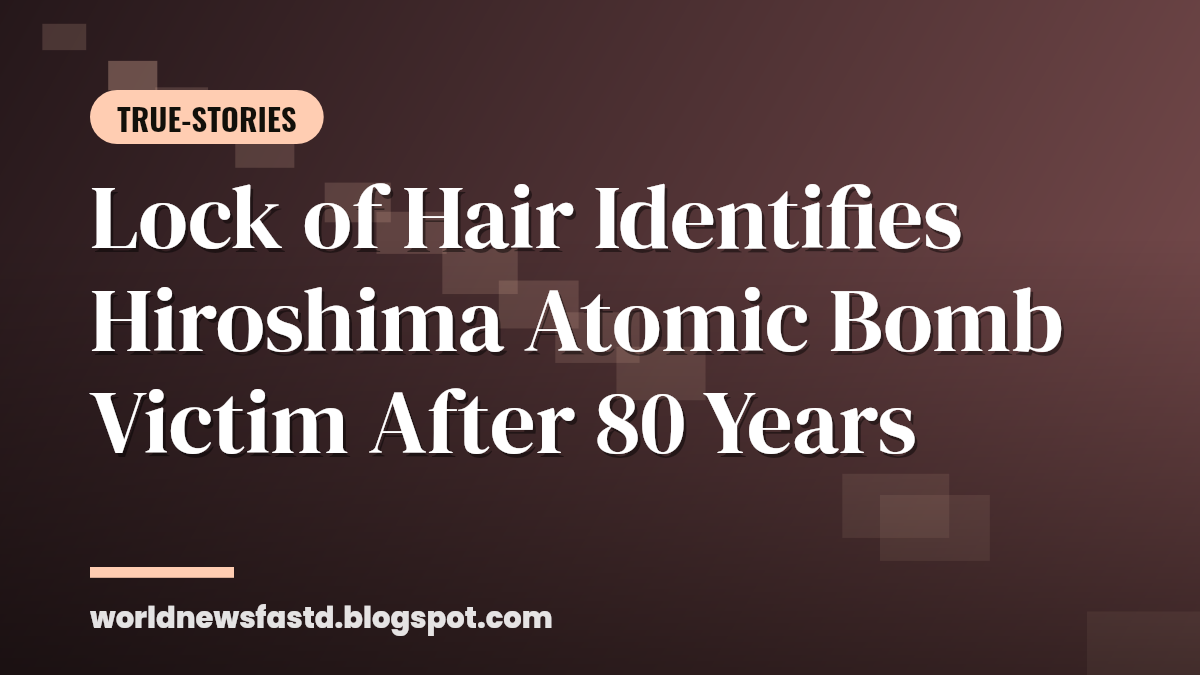 TRUE-STORIES
Lock of Hair Identifies
Hiroshima Atomic Bomb
Victim After 80 Years
worldnewsfastd.blogspot.com